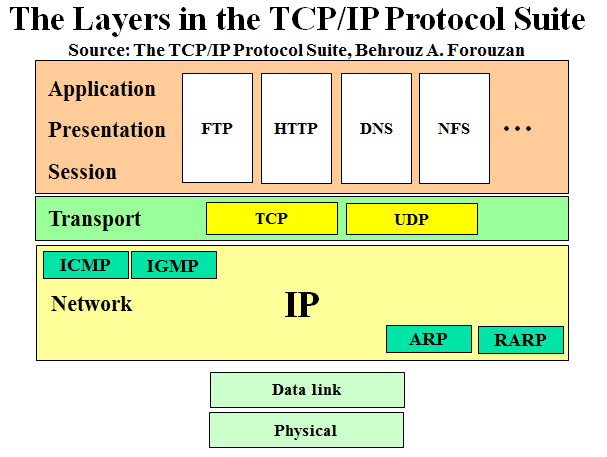 The Layers in the TCP/IP Protocol Suite
Source: The TCP/IP Protocol Suite, Behrouz A. Forouzan
Application
Presentation
Session
FTP
HTTP
DNS
NFS
...
Transport
TCP
UDP
ICMP
IGMP
Network
IP
ARP
RARP
Data link
Physical